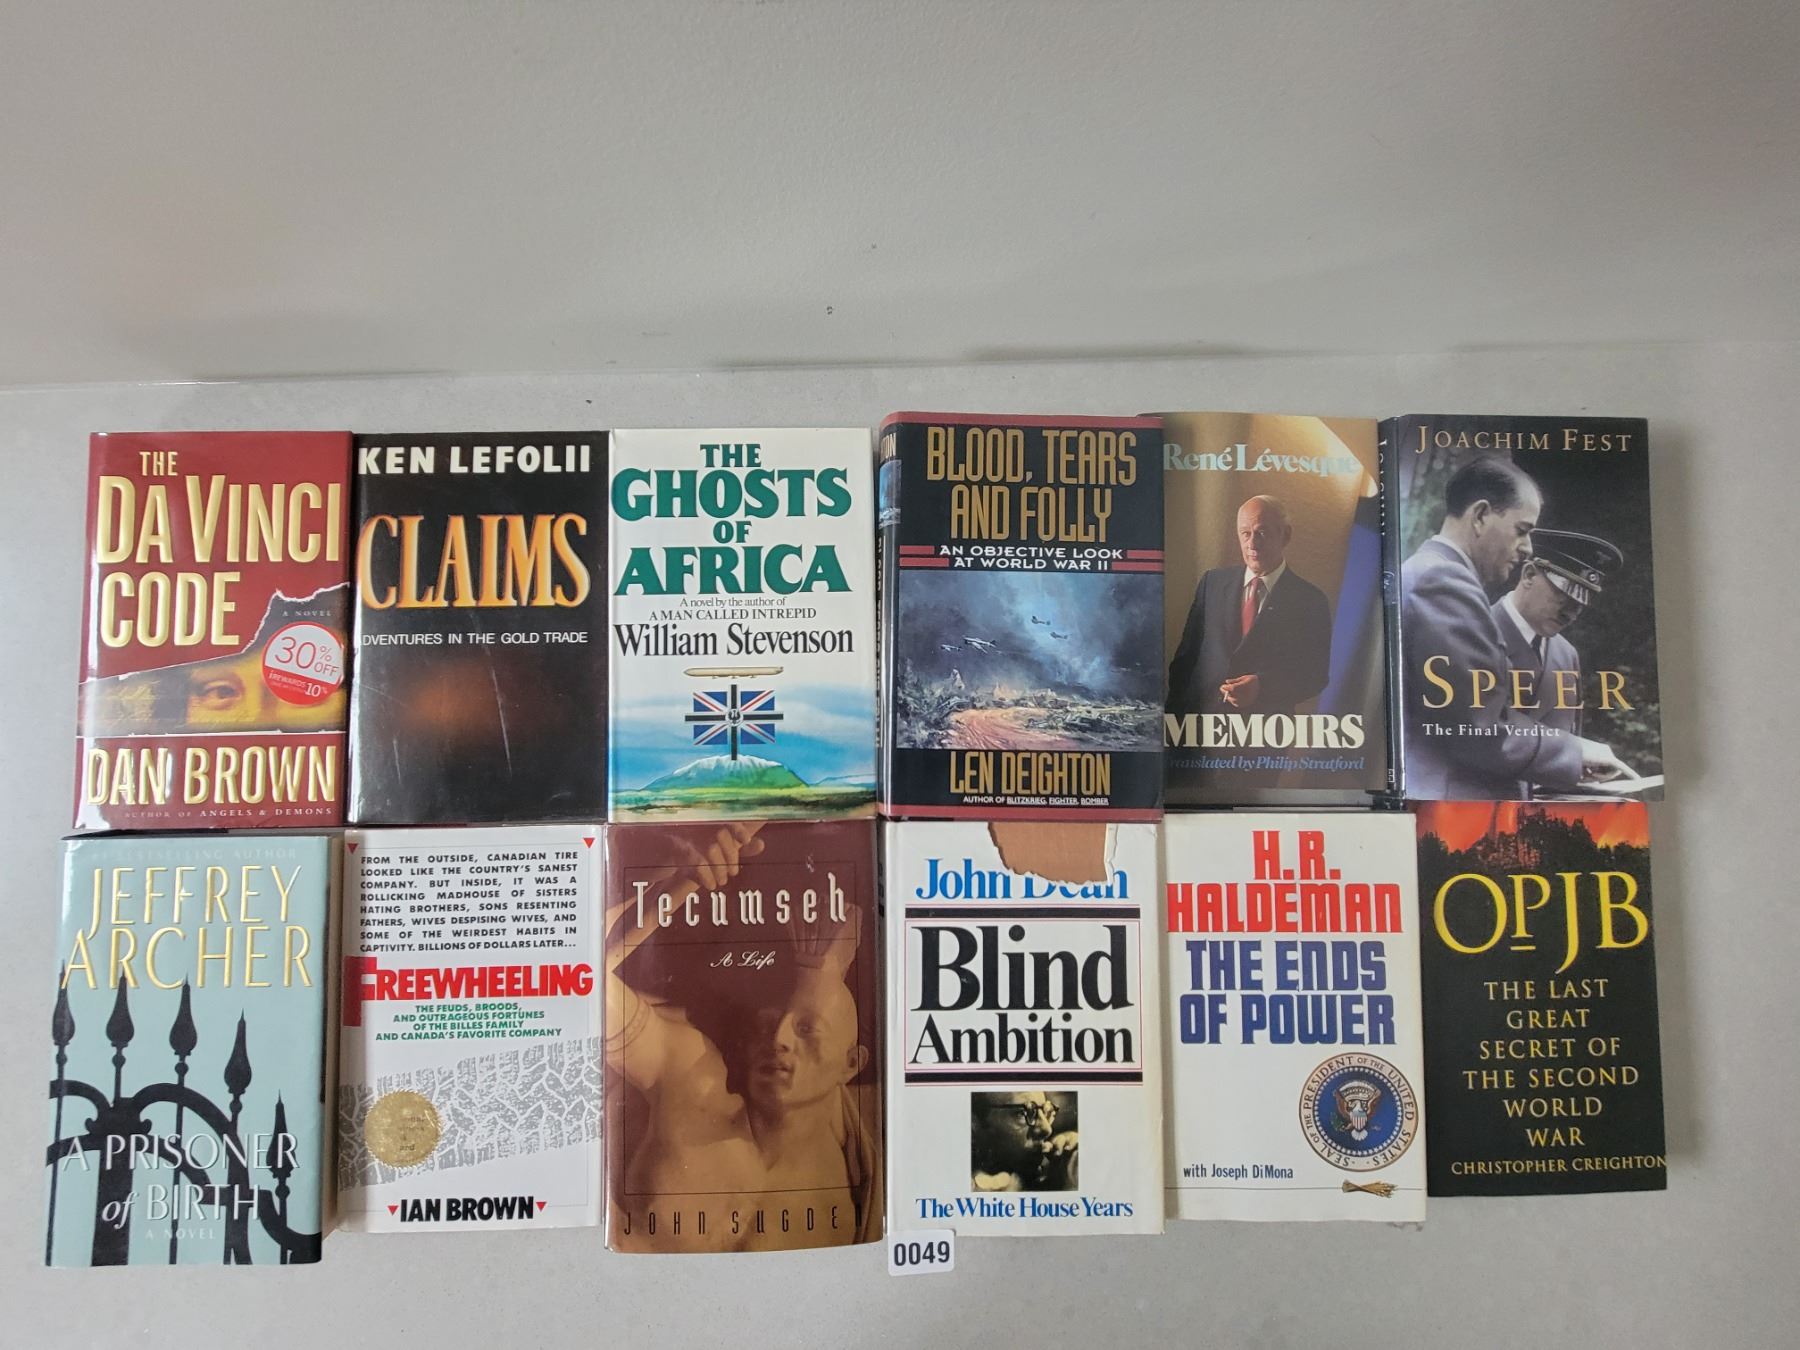 THE
DA VINCI
CODE
A NOVEL
30% OFF
REWARDS
10%
DAN BROWN
AUTHOR OF ANGELS & DEMONS
KEN LEFOLII
CLAIMS
ADVENTURES IN THE GOLD TRADE
THE
GHOSTS
OF
AFRICA
A novel by the author of
A MAN CALLED INTREPID
William Stevenson
BLOOD, TEARS
AND FOLLY
AN OBJECTIVE LOOK
AT WORLD WAR II
LEN DEIGHTON
AUTHOR OF BLITZKRIEG, FIGHTER, BOMBER
René Lévesque
MEMOIRS
Translated by Philip Stratford
JOACHIM FEST
SPEER
The Final Verdict
#1 BESTSELLING AUTHOR
JEFFREY
ARCHER
A PRISONER
of BIRTH
A NOVEL
FROM THE OUTSIDE, CANADIAN TIRE
LOOKED LIKE THE COUNTRY'S SANEST
COMPANY. BUT INSIDE, IT WAS A
ROLLICKING MADHOUSE OF SISTERS
HATING BROTHERS, SONS RESENTING
FATHERS, WIVES DESPISING WIVES, AND
SOME OF THE WEIRDEST HABITS IN
CAPTIVITY. BILLIONS OF DOLLARS LATER...
FREEWHEELING
THE FEUDS, BROODS,
AND OUTRAGEOUS FORTUNES
OF THE BILLES FAMILY
AND CANADA'S FAVORITE COMPANY
IAN BROWN
Tecumseh
A Life
JOHN SUGDEN
John Dean
Blind
Ambition
The White House Years
0049
H.R.
HALDEMAN
THE ENDS
OF POWER
SEAL OF THE PRESIDENT OF THE UNITED STATES
with Joseph DiMona
OPJB
THE LAST
GREAT
SECRET OF
THE SECOND
WORLD
WAR
CHRISTOPHER CREIGHTON